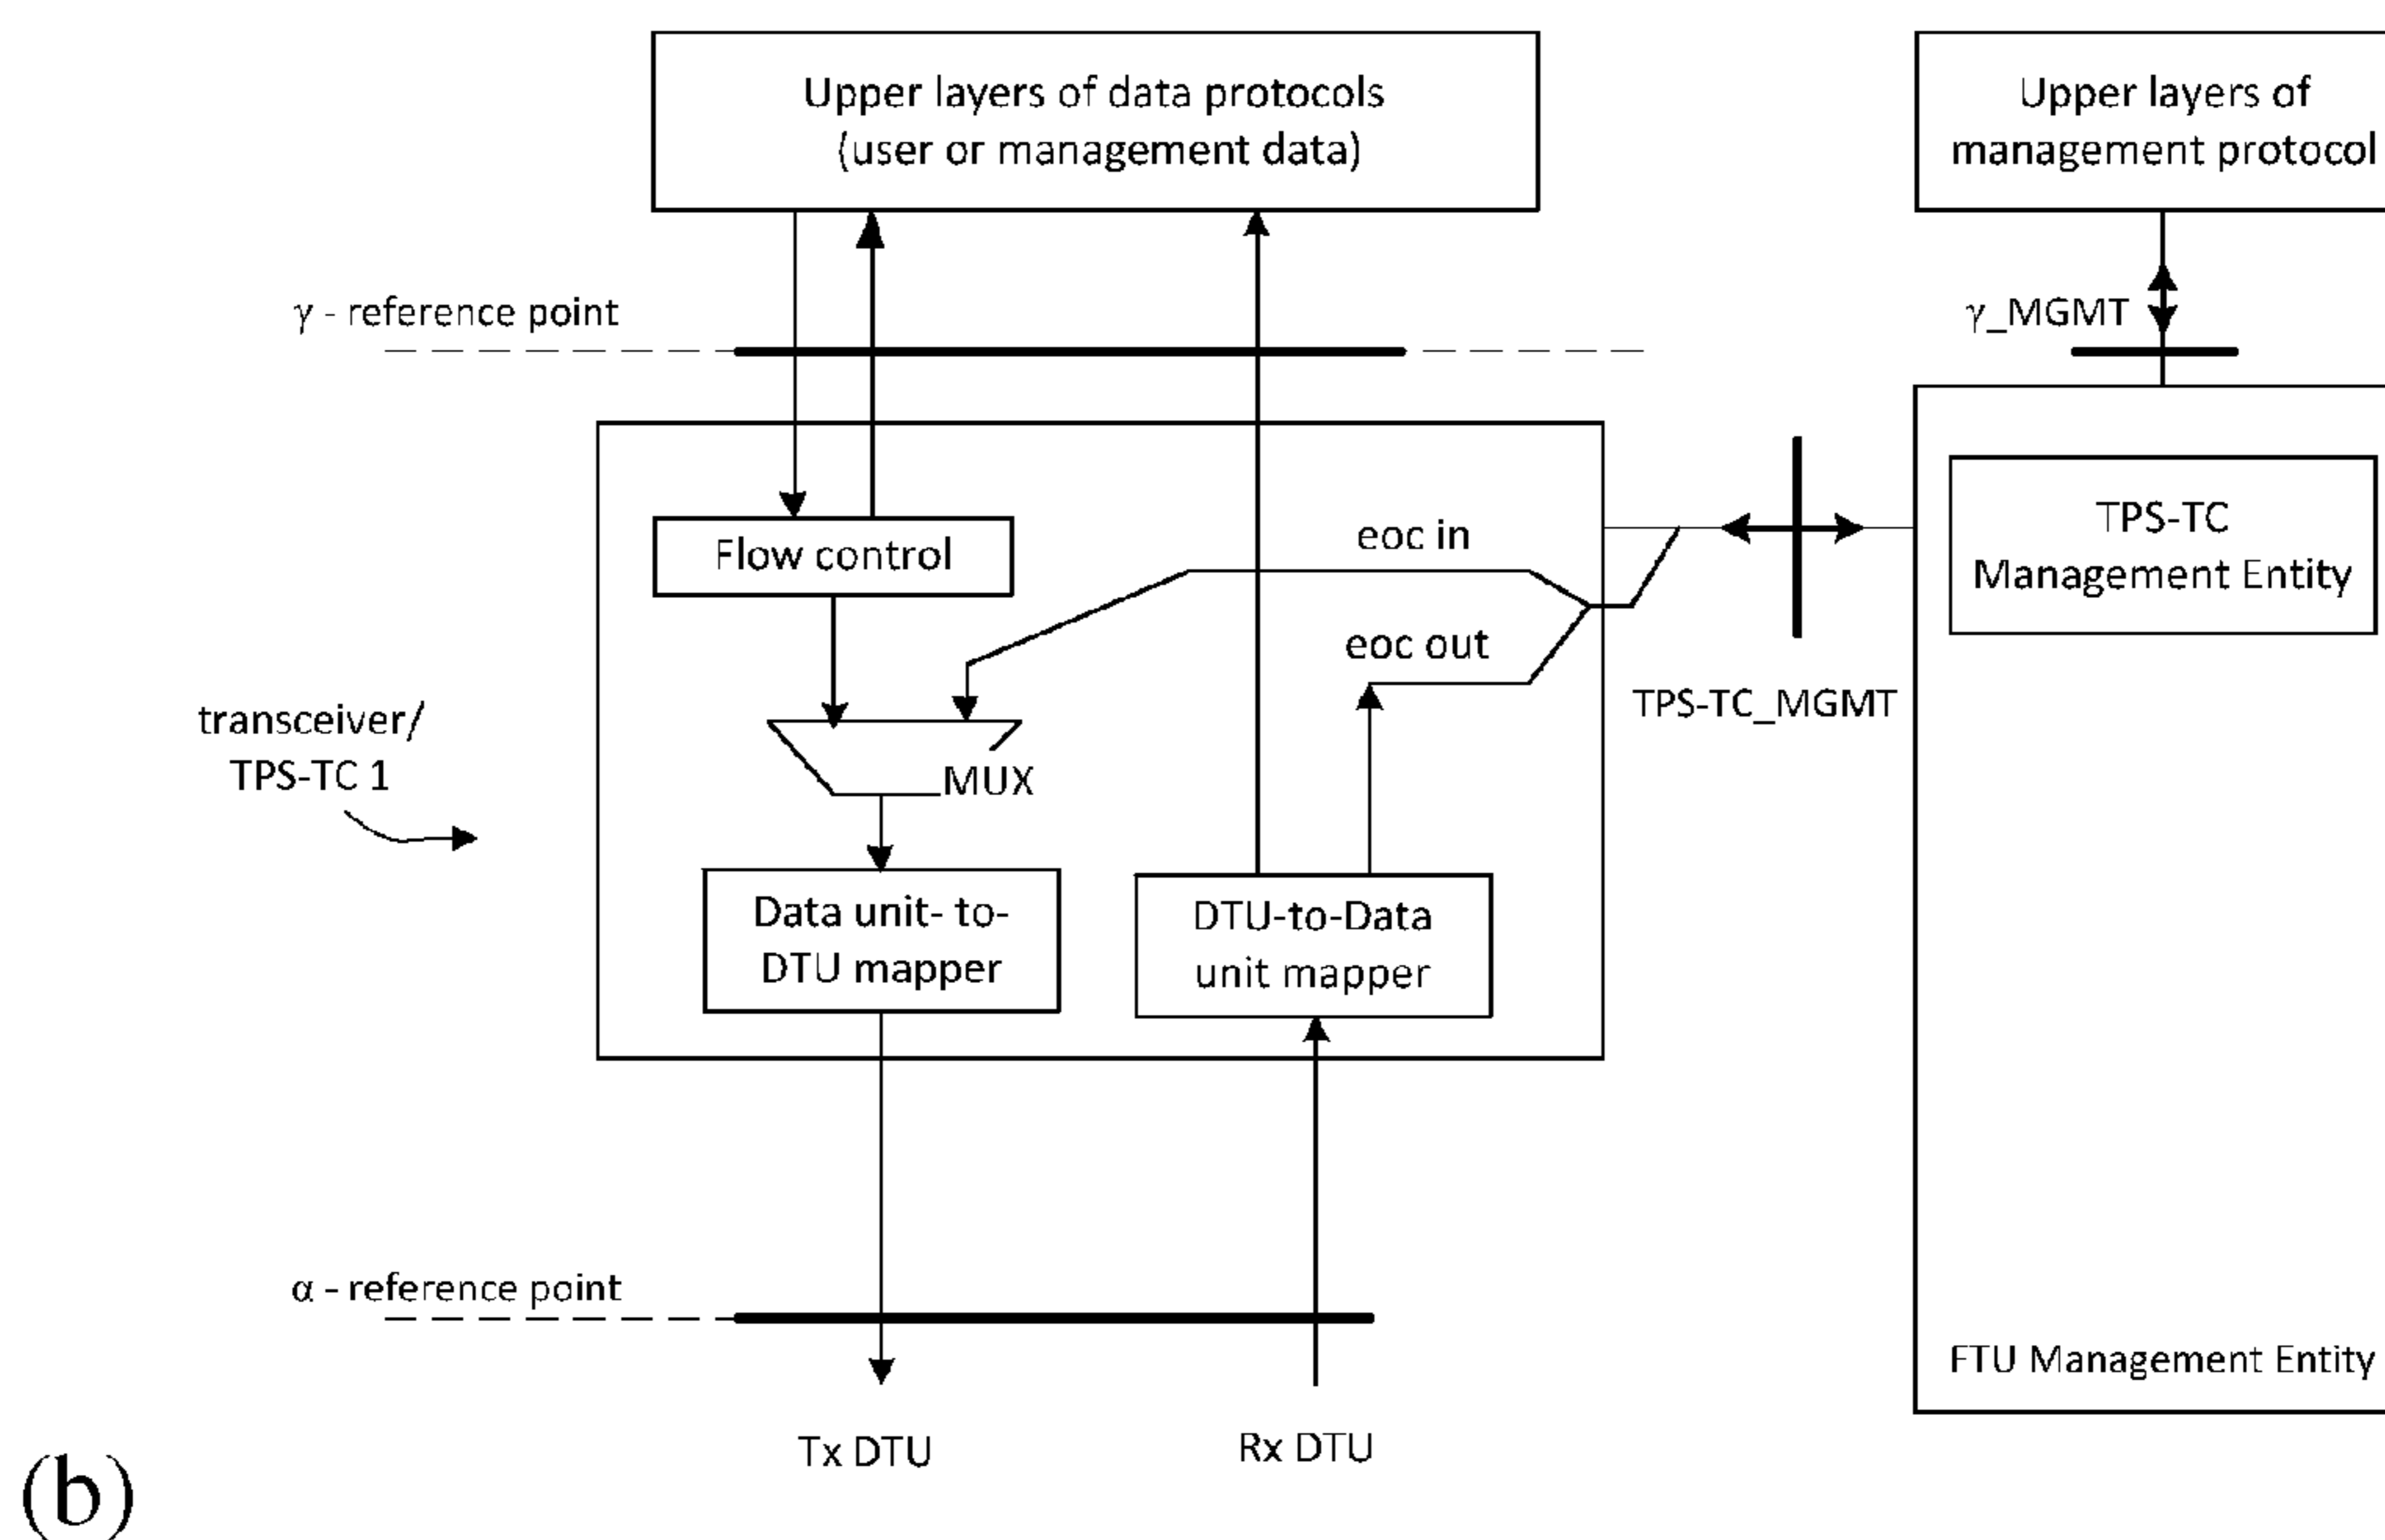 Upper layers of data protocols
(user or management data)
Upper layers of
management protocol
γ - reference point
γ_MGMT
Flow control
eoc in
eoc out
TPS-TC
Management Entity
TPS-TC_MGMT
transceiver/
TPS-TC 1
MUX
Data unit- to-
DTU mapper
DTU-to-Data
unit mapper
α - reference point
FTU Management Entity
Tx DTU
Rx DTU
(b)